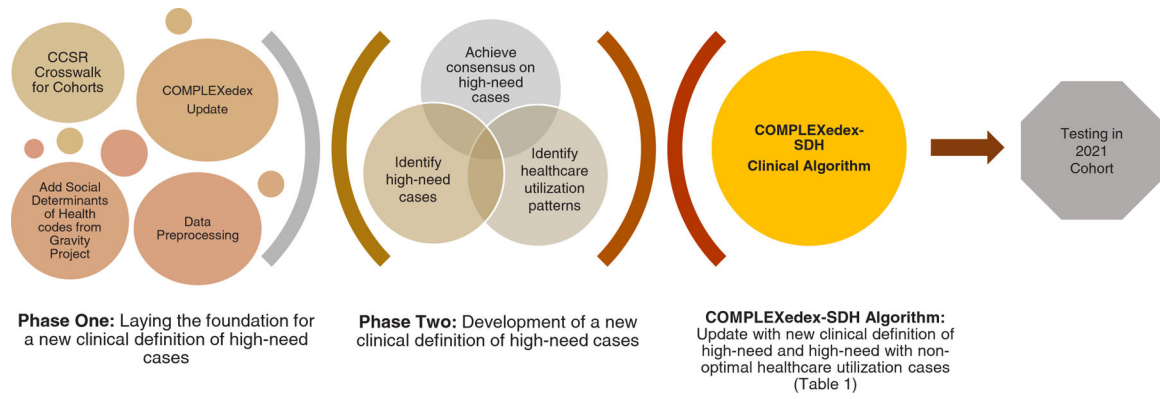 CCSR
Crosswalk
for Cohorts
COMPLEXedex
Update
Add Social
Determinants
of Health
codes from
Gravity
Project
Data
Preprocessing
Achieve
consensus on
high-need
cases
Identify
high-need
cases
Identify
healthcare
utilization
patterns
COMPLEXedex-
SDH
Clinical Algorithm
Testing in
2021
Cohort
Phase One: Laying the foundation for
a new clinical definition of high-need
cases
Phase Two: Development of a new
clinical definition of high-need cases
COMPLEXedex-SDH Algorithm:
Update with new clinical definition of
high-need and high-need with non-
optimal healthcare utilization cases
(Table 1)